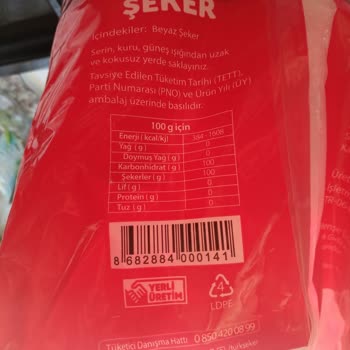 ŞEKER
İçindekiler: Beyaz Şeker
Serin, kuru, güneş ışığından uzak
ve kokusuz yerde saklayınız.
Tavsiye Edilen Tüketim Tarihi (TETT),
Parti Numarası (PNO) ve Ürün Yılı (ÜY)
ambalaj üzerinde basılıdır.
100 g için
Enerji (kcal/kj)
Yağ (g) 0
Doymuş Yağ (g) 0
Karbonhidrat (g) 100
Şekerler (g) 100
Lif (g) 0
Protein (g) 0
Tuz (g) 0
8 682884 000141
YERLİ
ÜRETİM
4
LDPE
Tüketici Danışma Hattı 0 850 420 08 99